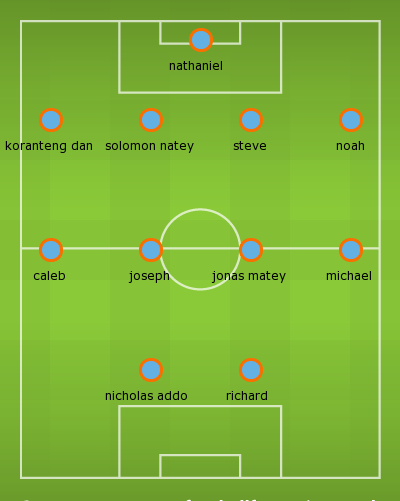 nathaniel
koranteng dan solomon natey steve noah
caleb joseph jonas matey michael
nicholas addo richard